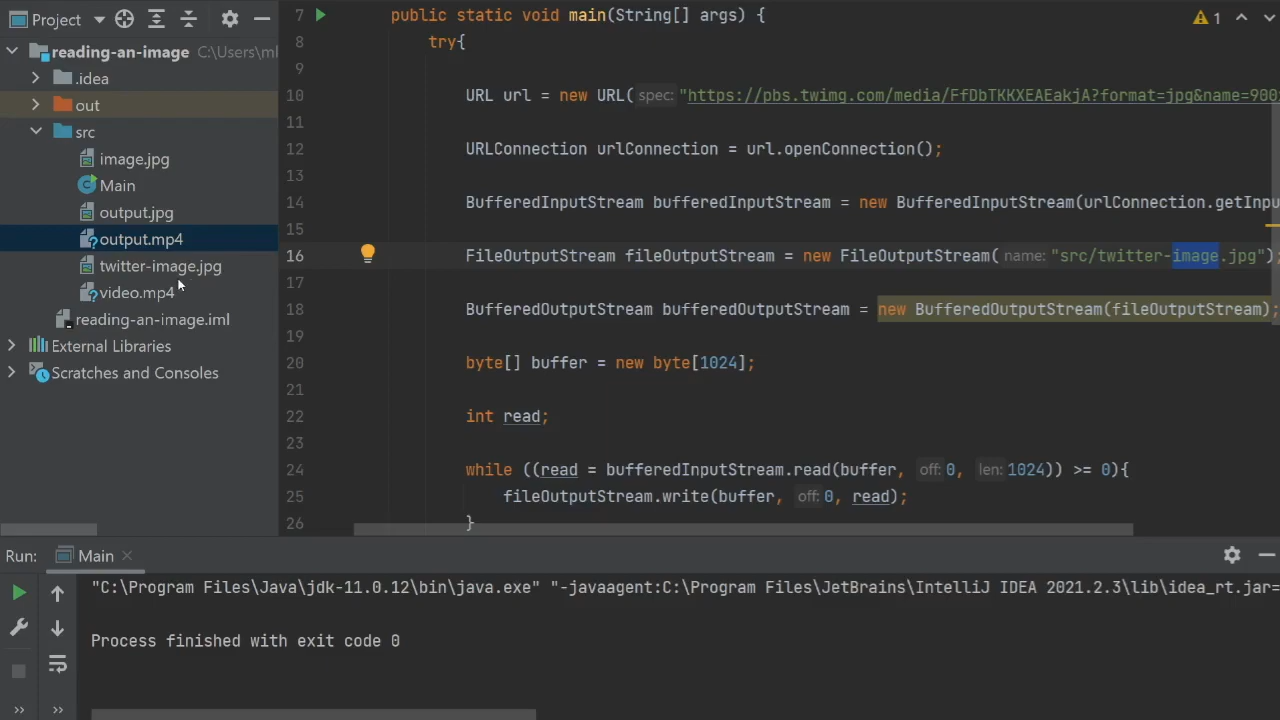 Project
reading-an-image C:\Users\ml
.idea
out
src
image.jpg
Main
output.jpg
output.mp4
twitter-image.jpg
video.mp4
reading-an-image.iml
External Libraries
Scratches and Consoles
1
7 public static void main(String[] args) {
8 try{
9
10 URL url = new URL( spec: "https://pbs.twimg.com/media/FfDbTKKXEAEakjA?format=jpg&name=900
11
12 URLConnection urlConnection = url.openConnection();
13
14 BufferedInputStream bufferedInputStream = new BufferedInputStream(urlConnection.getInpu
15
16 FileOutputStream fileOutputStream = new FileOutputStream( name: "src/twitter-image.jpg");
17
18 BufferedOutputStream bufferedOutputStream = new BufferedOutputStream(fileOutputStream);
19
20 byte[] buffer = new byte[1024];
21
22 int read;
23
24 while ((read = bufferedInputStream.read(buffer, off: 0, len: 1024)) >= 0){
25 fileOutputStream.write(buffer, off: 0, read);
26 }
Run: Main
"C:\Program Files\Java\jdk-11.0.12\bin\java.exe" "-javaagent:C:\Program Files\JetBrains\IntelliJ IDEA 2021.2.3\lib\idea_rt.jar=
Process finished with exit code 0